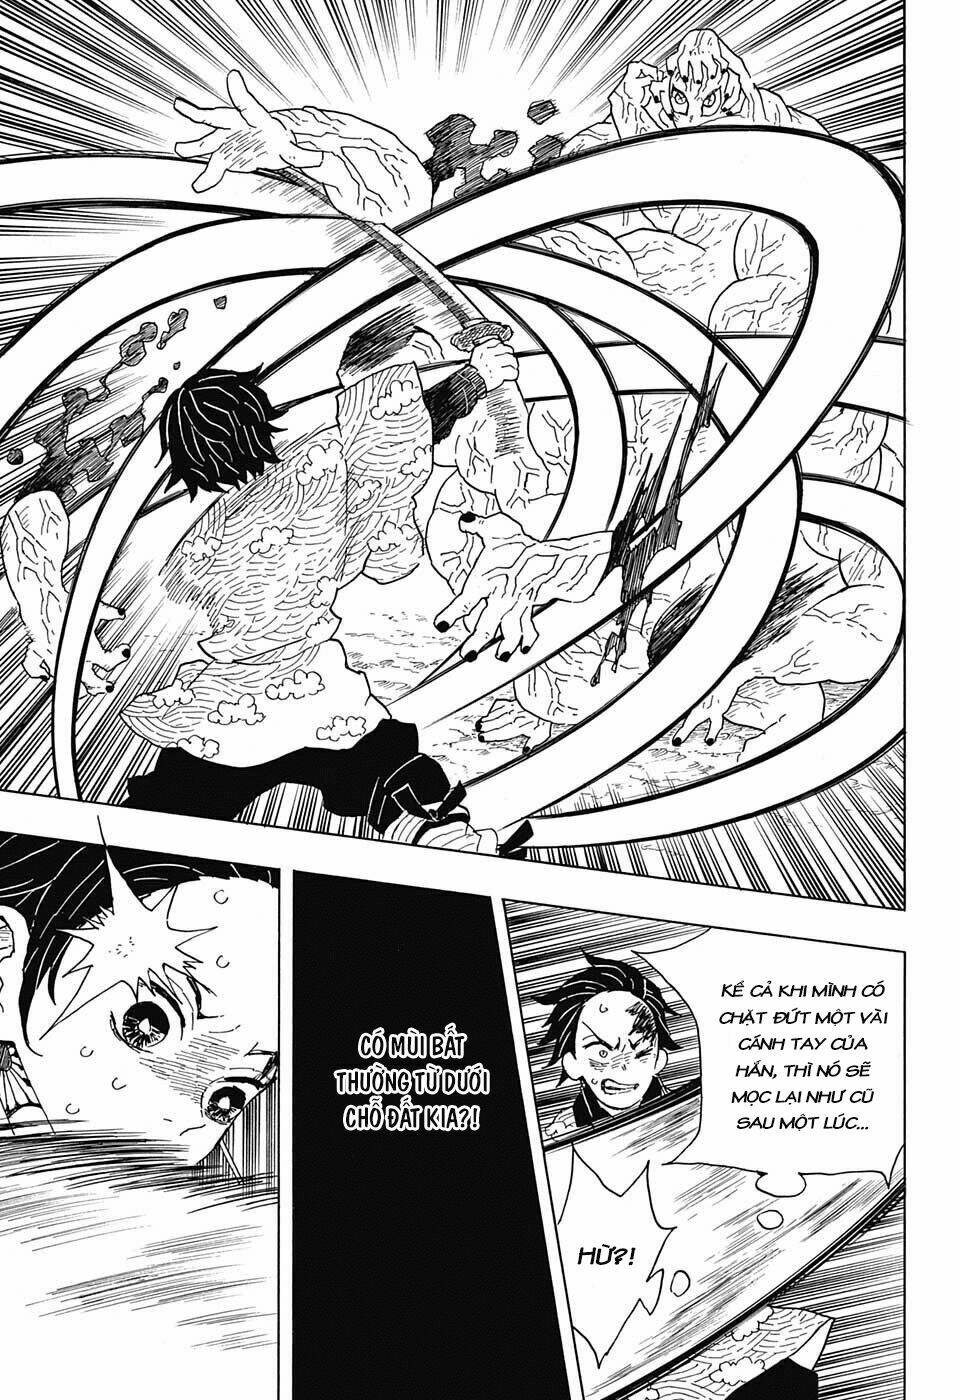 KỂ CẢ KHI MÌNH CÓ
CHẶT ĐỨT MỘT VÀI
CÁNH TAY CỦA
HẮN, THÌ NÓ SẼ
MỌC LẠI NHƯ CŨ
SAU MỘT LÚC...
HỪ?!
CÓ MÙI BẤT
THƯỜNG TỪ DƯỚI
CHỖ ĐẤT KIA?!